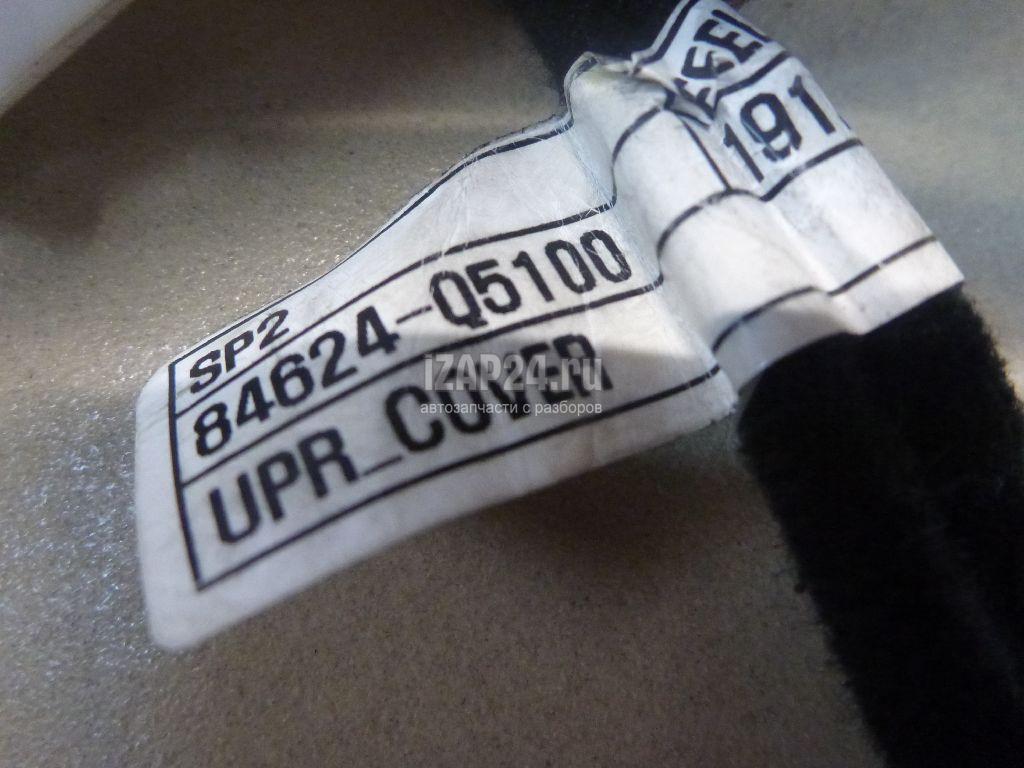 SP2
84624-Q5100
UPR_COVER
191
iZAP24.ru
автозапчасти с разборов